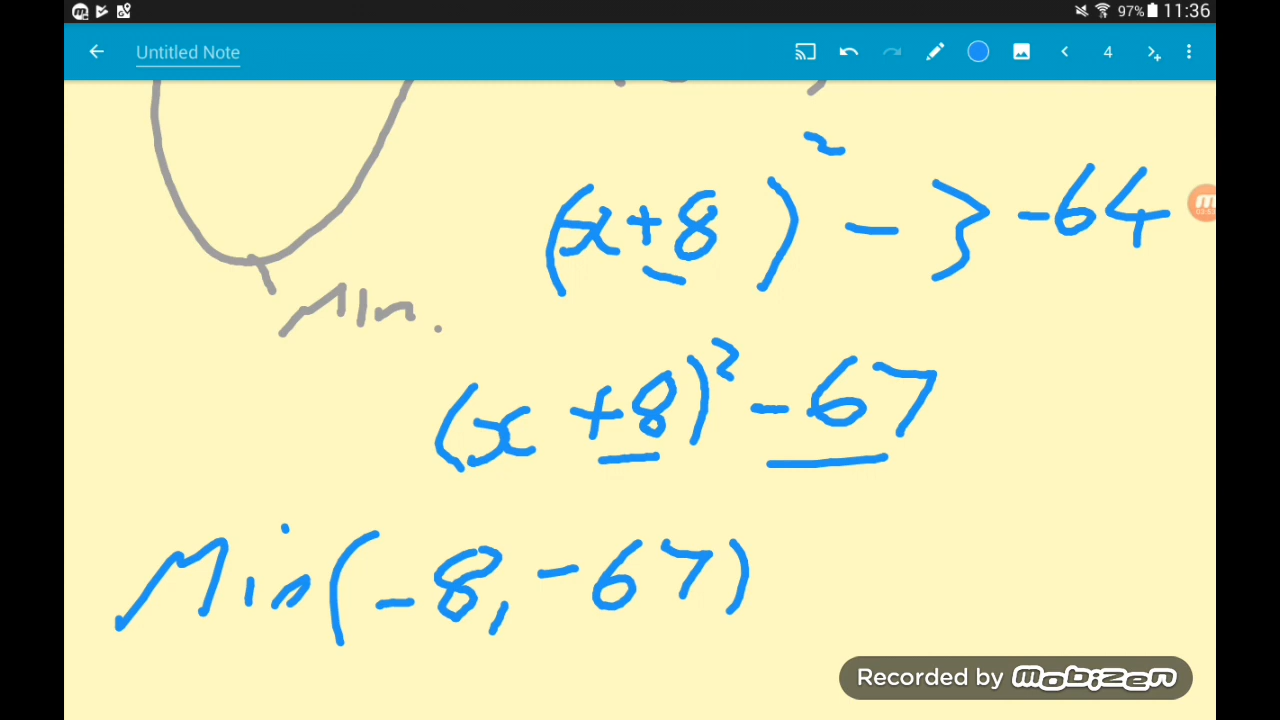 97% 11:36
Untitled Note
4
(x+8)² - 3 -64
Min.
(x +8)² - 67
Min (-8, -67)
Recorded by mobizen